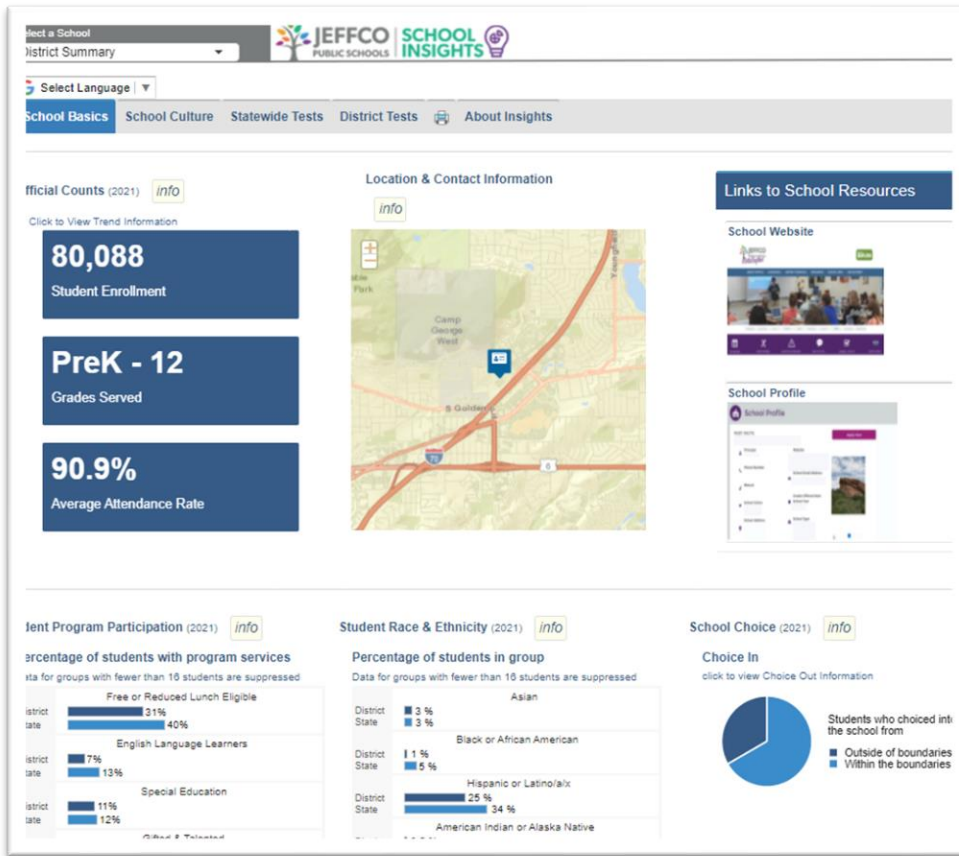 elect a School
District Summary
JEFFCO
PUBLIC SCHOOLS
SCHOOL
INSIGHTS
Select Language
School Basics School Culture Statewide Tests District Tests About Insights
fficial Counts (2021) info
Click to View Trend Information
80,088
Student Enrollment
PreK - 12
Grades Served
90.9%
Average Attendance Rate
Location & Contact Information
info
Park
Camp
George
West
S Golden
70
6
Links to School Resources
School Website
School Profile
School Profile
dent Program Participation (2021) info
ercentage of students with program services
ata for groups with fewer than 16 students are suppressed
Free or Reduced Lunch Eligible
istrict 31%
tate 40%
English Language Learners
istrict 7%
tate 13%
Special Education
istrict 11%
tate 12%
Gifted & Talented
Student Race & Ethnicity (2021) info
Percentage of students in group
Data for groups with fewer than 16 students are suppressed
Asian
District 3 %
State 3 %
Black or African American
District 1 %
State 5 %
Hispanic or Latino/a/x
District 25 %
State 34 %
American Indian or Alaska Native
School Choice (2021) info
Choice In
click to view Choice Out Information
Students who choiced into
the school from
Outside of boundaries
Within the boundaries